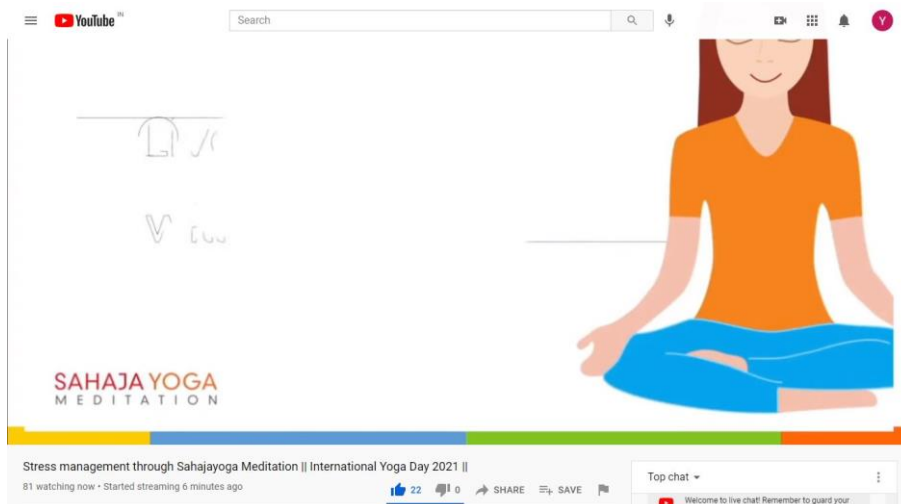 YouTube IN
Search
Y
SAHAJA YOGA
MEDITATION
Stress management through Sahajayoga Meditation || International Yoga Day 2021 ||
81 watching now • Started streaming 6 minutes ago
22
0
SHARE
SAVE
Top chat
Welcome to live chat! Remember to guard your